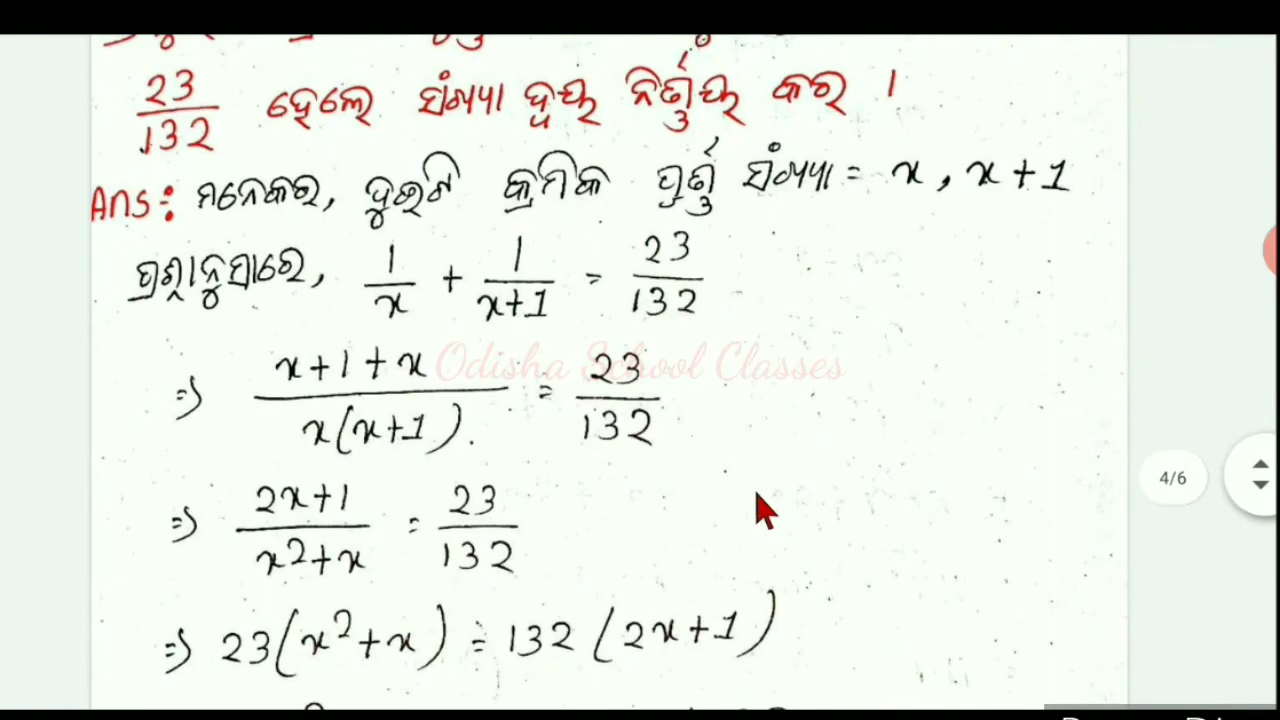 23/132 ହେଲେ ସଂଖ୍ୟା ଦ୍ୱୟ ନିର୍ଣ୍ଣୟ କର ।
Ans: ମନେକର, ଦୁଇଟି କ୍ରମିକ ପୂର୍ଣ୍ଣ ସଂଖ୍ୟା = x, x+1
ପ୍ରଶ୍ନାନୁସାରେ, 1/x + 1/(x+1) = 23/132
Odisha School Classes
=> (x+1+x)/(x(x+1)). = 23/132
=> (2x+1)/(x²+x) = 23/132
4/6
=> 23(x²+x) = 132(2x+1)